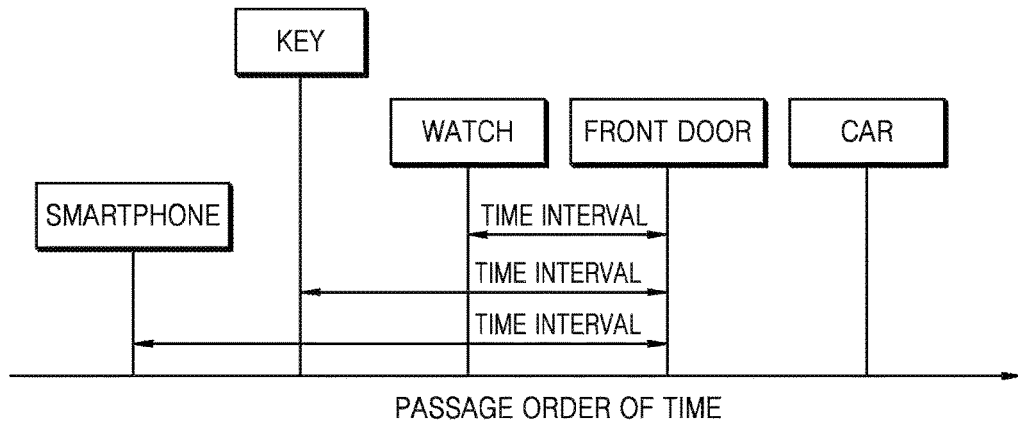 KEY
WATCH
FRONT DOOR
CAR
SMARTPHONE
TIME INTERVAL
TIME INTERVAL
TIME INTERVAL
PASSAGE ORDER OF TIME